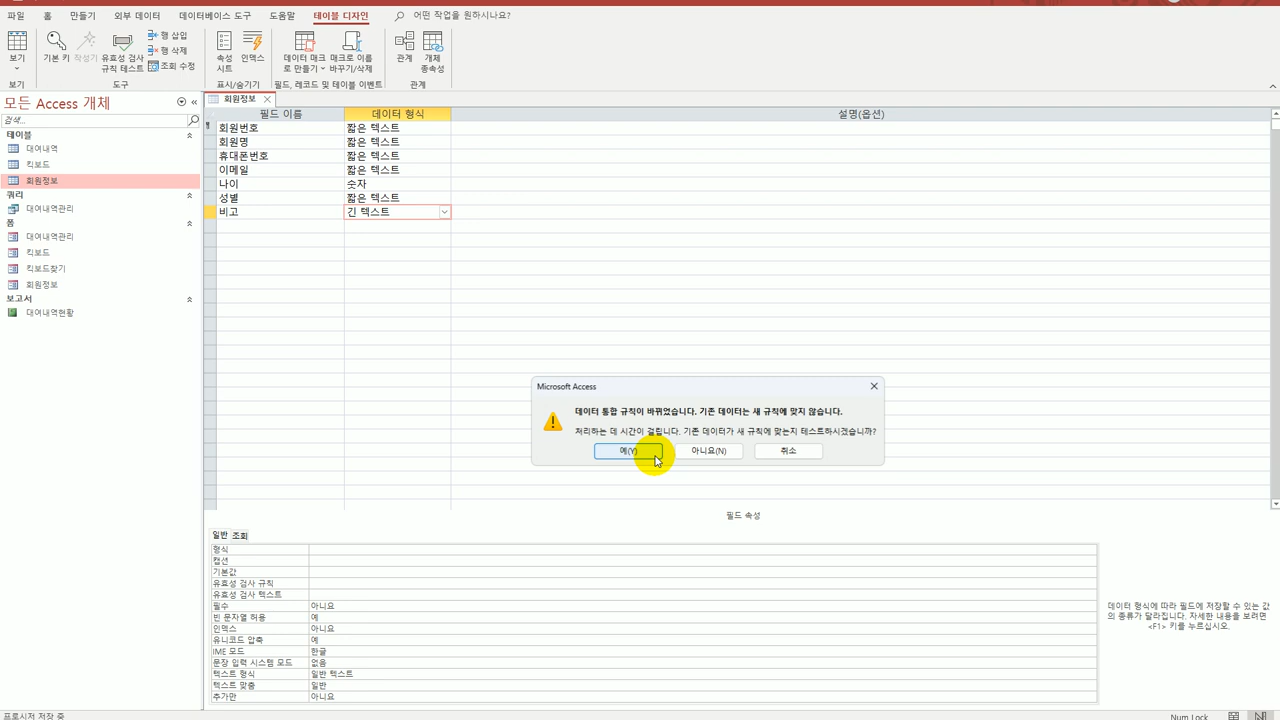 파일 홈 만들기 외부 데이터 데이터베이스 도구 도움말 테이블 디자인 어떤 작업을 원하시나요?
보기
기본 키
작성기
유효성 검사
규칙 테스트
행 삽입
행 삭제
조회 수정
속성
시트
인덱스
데이터 매크
로 만들기
매크로 이름
바꾸기/삭제
관계
개체
종속성
보기 도구 표시/숨기기 필드, 레코드 및 테이블 이벤트 관계
모든 Access 개체
검색...
테이블
대여내역
킥보드
회원정보
쿼리
대여내역관리
폼
대여내역관리
킥보드
킥보드찾기
회원정보
보고서
대여내역현황
회원정보
필드 이름 데이터 형식 설명(옵션)
회원번호 짧은 텍스트
회원명 짧은 텍스트
휴대폰번호 짧은 텍스트
이메일 짧은 텍스트
나이 숫자
성별 짧은 텍스트
비고 긴 텍스트
Microsoft Access
데이터 통합 규칙이 바뀌었습니다. 기존 데이터는 새 규칙에 맞지 않습니다.
처리하는 데 시간이 걸립니다. 기존 데이터가 새 규칙에 맞는지 테스트하시겠습니까?
예(Y) 아니요(N) 취소
필드 속성
일반 조회
형식
캡션
기본값
유효성 검사 규칙
유효성 검사 텍스트
필수 아니요
빈 문자열 허용 예
인덱스 아니요
유니코드 압축 예
IME 모드 한글
문장 입력 시스템 모드 없음
텍스트 형식 일반 텍스트
텍스트 맞춤 일반
추가만 아니요
데이터 형식에 따라 필드에 저장할 수 있는 값
의 종류가 달라집니다. 자세한 내용을 보려면
<F1> 키를 누르십시오.
프로시저 저장 중
Num Lock